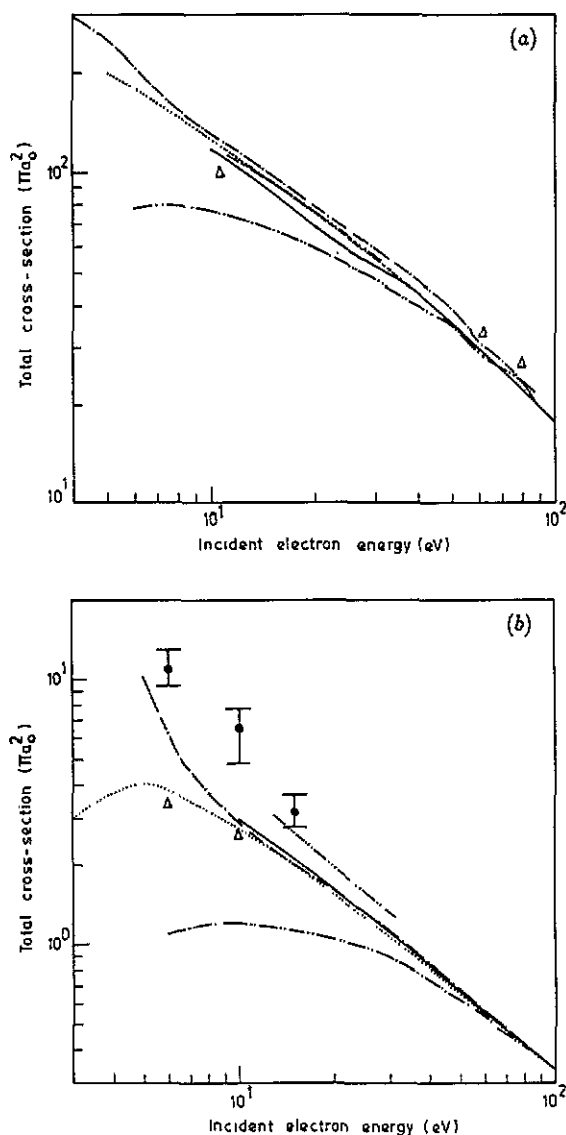 (a)
10²
10¹
Total cross-section (πa₀²)
10¹
10²
Incident electron energy (eV)
(b)
10¹
10⁰
Total cross-section (πa₀²)
10¹
10²
Incident electron energy (eV)